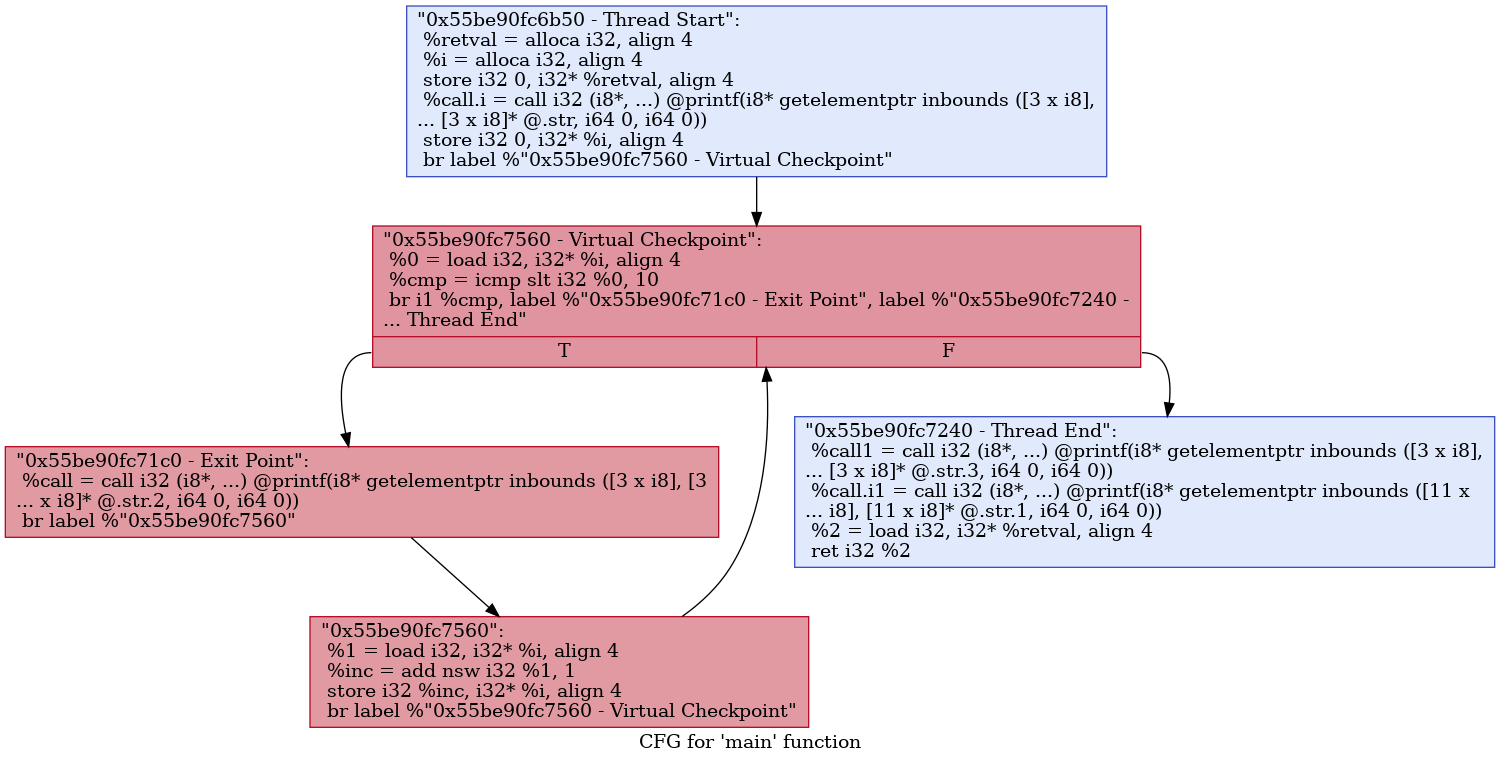 "0x55be90fc6b50 - Thread Start":
%retval = alloca i32, align 4
%i = alloca i32, align 4
store i32 0, i32* %retval, align 4
%call.i = call i32 (i8*, ...) @printf(i8* getelementptr inbounds ([3 x i8],
... [3 x i8]* @.str, i64 0, i64 0))
store i32 0, i32* %i, align 4
br label %"0x55be90fc7560 - Virtual Checkpoint"
"0x55be90fc7560 - Virtual Checkpoint":
%0 = load i32, i32* %i, align 4
%cmp = icmp slt i32 %0, 10
br i1 %cmp, label %"0x55be90fc71c0 - Exit Point", label %"0x55be90fc7240 -
... Thread End"
T F
"0x55be90fc71c0 - Exit Point":
%call = call i32 (i8*, ...) @printf(i8* getelementptr inbounds ([3 x i8], [3
... x i8]* @.str.2, i64 0, i64 0))
br label %"0x55be90fc7560"
"0x55be90fc7240 - Thread End":
%call1 = call i32 (i8*, ...) @printf(i8* getelementptr inbounds ([3 x i8],
... [3 x i8]* @.str.3, i64 0, i64 0))
%call.i1 = call i32 (i8*, ...) @printf(i8* getelementptr inbounds ([11 x
... i8], [11 x i8]* @.str.1, i64 0, i64 0))
%2 = load i32, i32* %retval, align 4
ret i32 %2
"0x55be90fc7560":
%1 = load i32, i32* %i, align 4
%inc = add nsw i32 %1, 1
store i32 %inc, i32* %i, align 4
br label %"0x55be90fc7560 - Virtual Checkpoint"
CFG for 'main' function